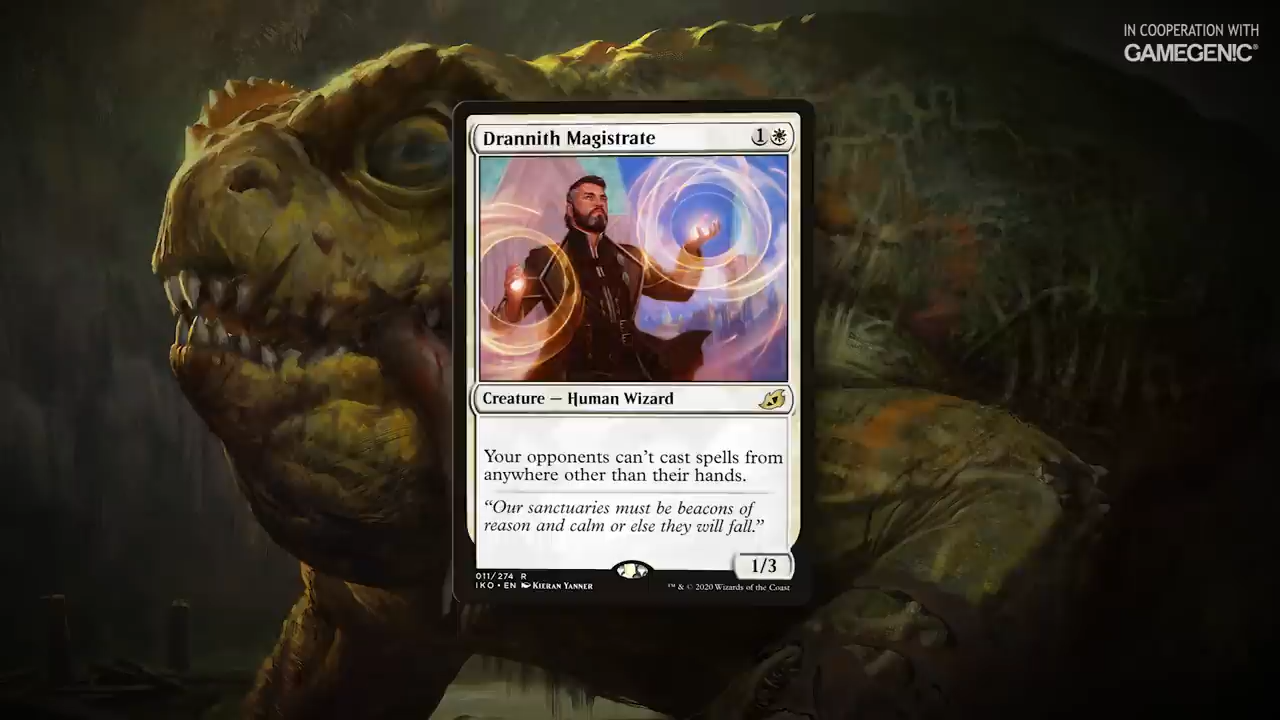 IN COOPERATION WITH
GAMEGEN!C®
Drannith Magistrate 1
Creature — Human Wizard
Your opponents can't cast spells from
anywhere other than their hands.
“Our sanctuaries must be beacons of
reason and calm or else they will fall.”
1/3
011/274 R
IKO • EN Kieran Yanner ™ & © 2020 Wizards of the Coast